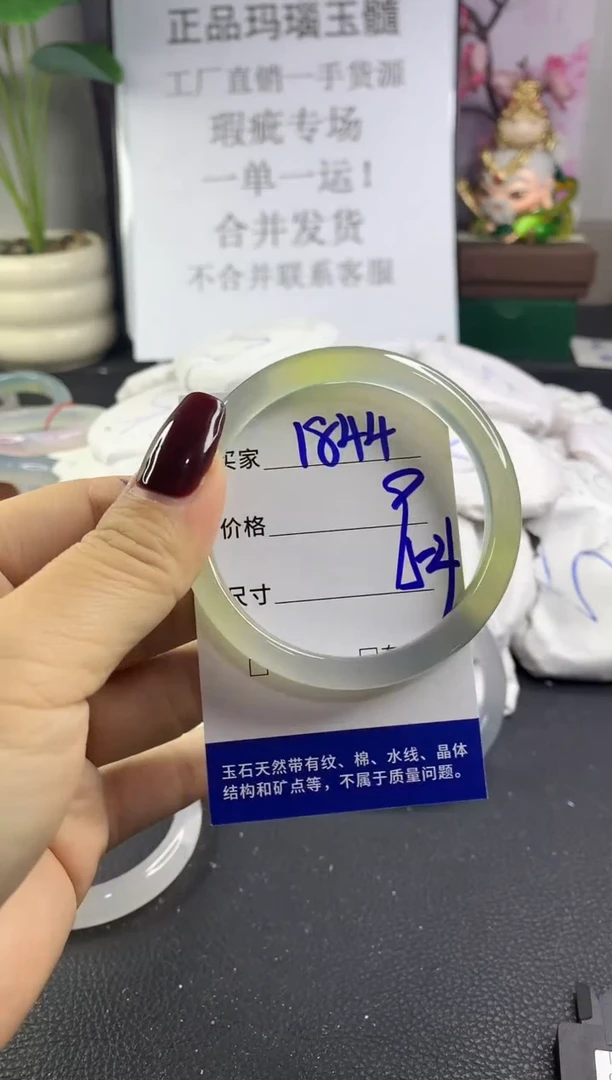 正品玛瑙玉髓
工厂直销一手货源
瑕疵专场
一单一运！
合并发货
不合并联系客服
买家 1844
价格
尺寸
玉石天然带有纹、棉、水线、晶体
结构和矿点等，不属于质量问题。